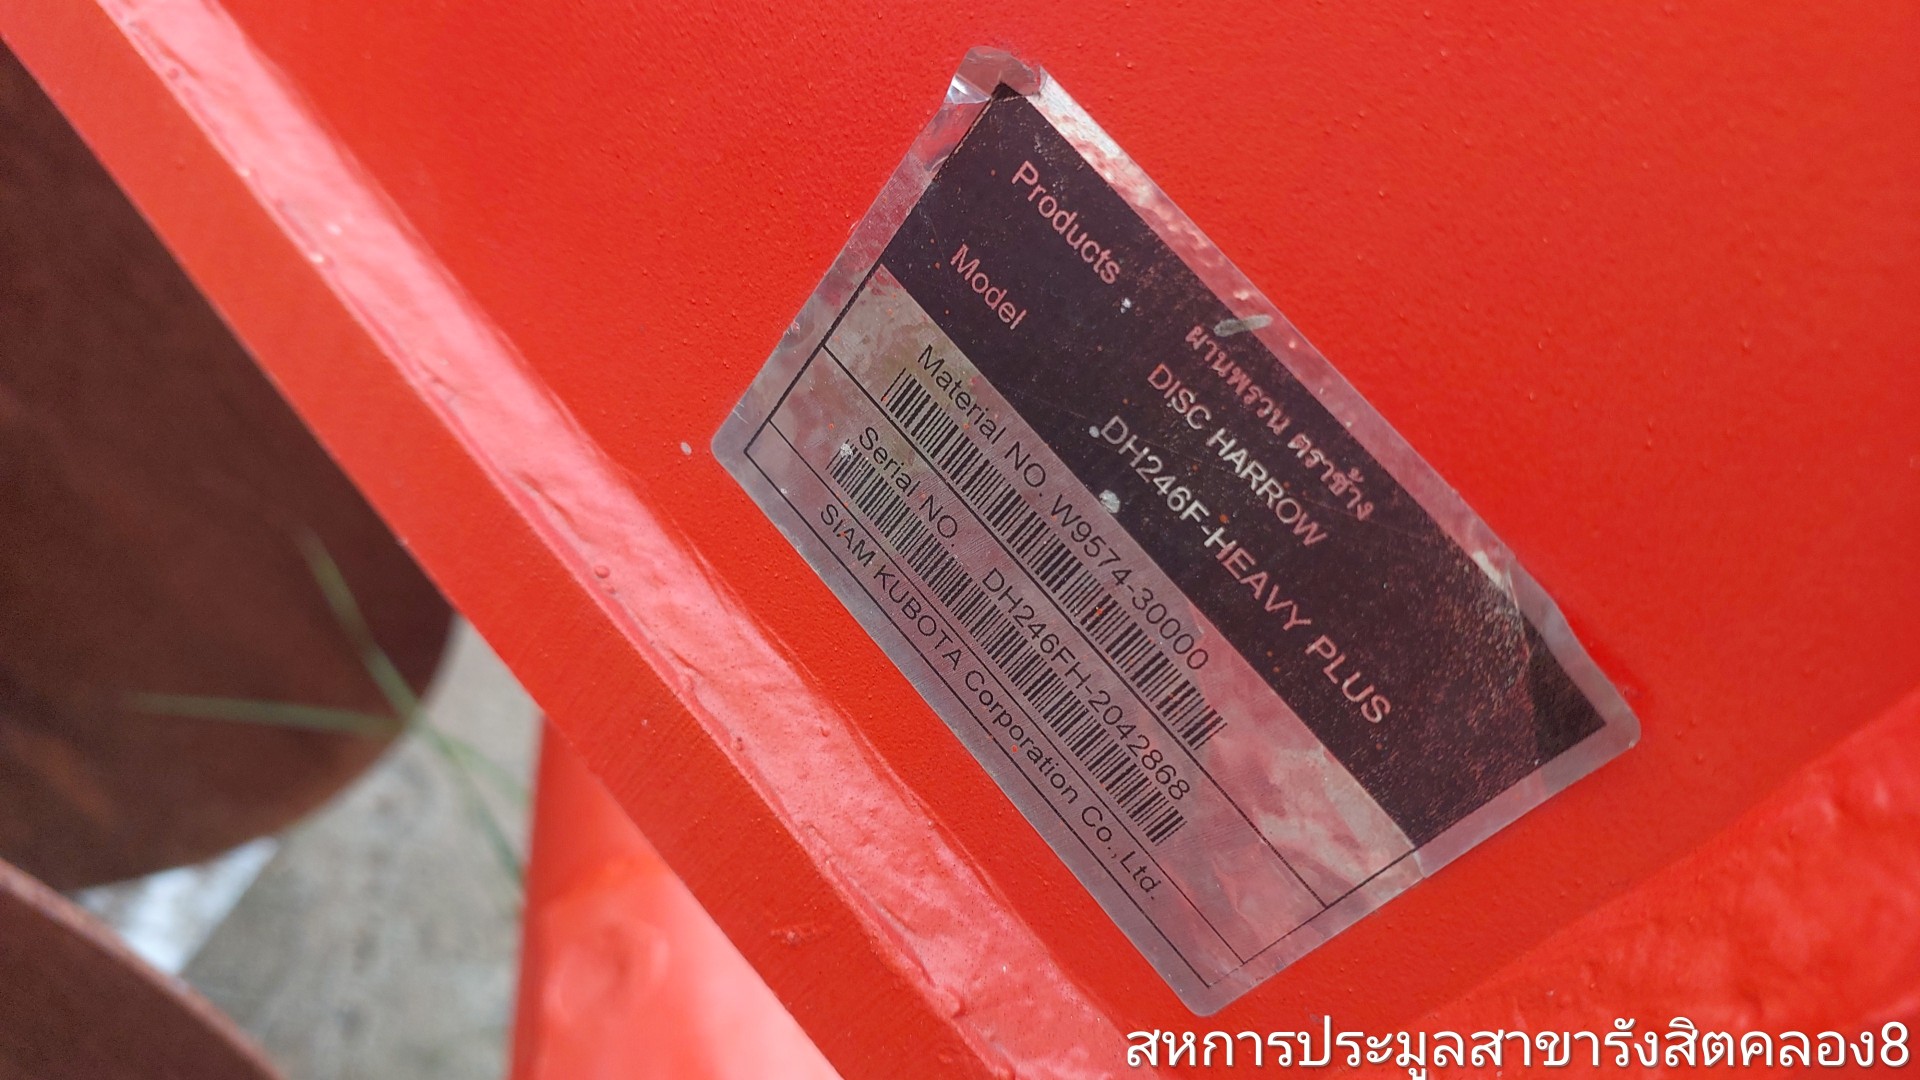 Products : ผานพรวน ตราช้าง
DISC HARROW
Model DH246F-HEAVY PLUS
Material NO. W9574-30000
Serial NO. DH246FH-2042868
SIAM KUBOTA Corporation Co.,Ltd.
สหการประมูลสาขารังสิตคลอง8